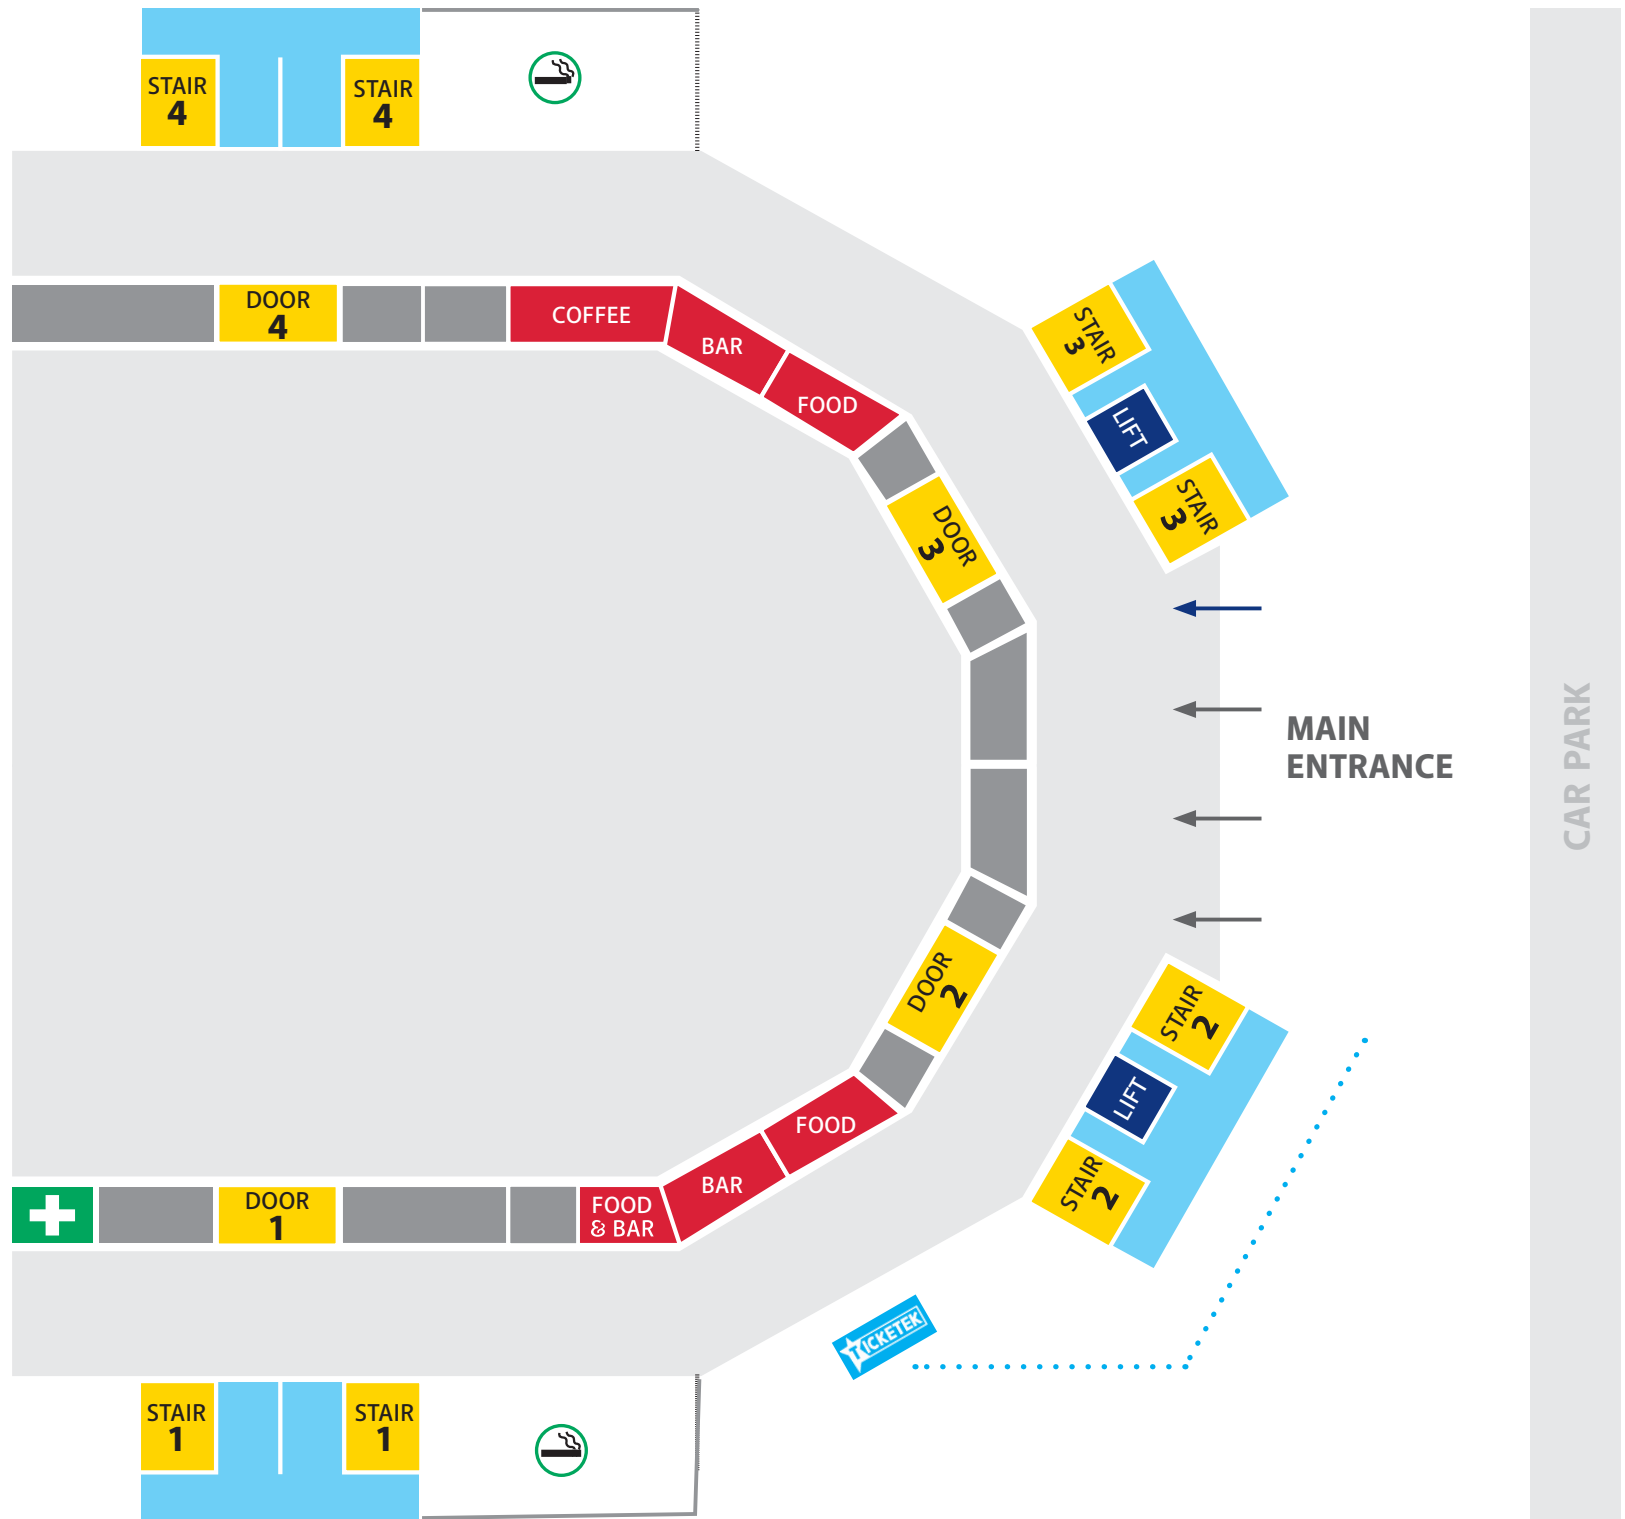 STAIR
4
STAIR
4
DOOR
4
COFFEE
BAR
FOOD
STAIR
3
LIFT
STAIR
3
DOOR
3
MAIN
ENTRANCE
CAR PARK
DOOR
2
STAIR
2
LIFT
STAIR
2
FOOD
BAR
FOOD
& BAR
DOOR
1
TICKETEK
STAIR
1
STAIR
1